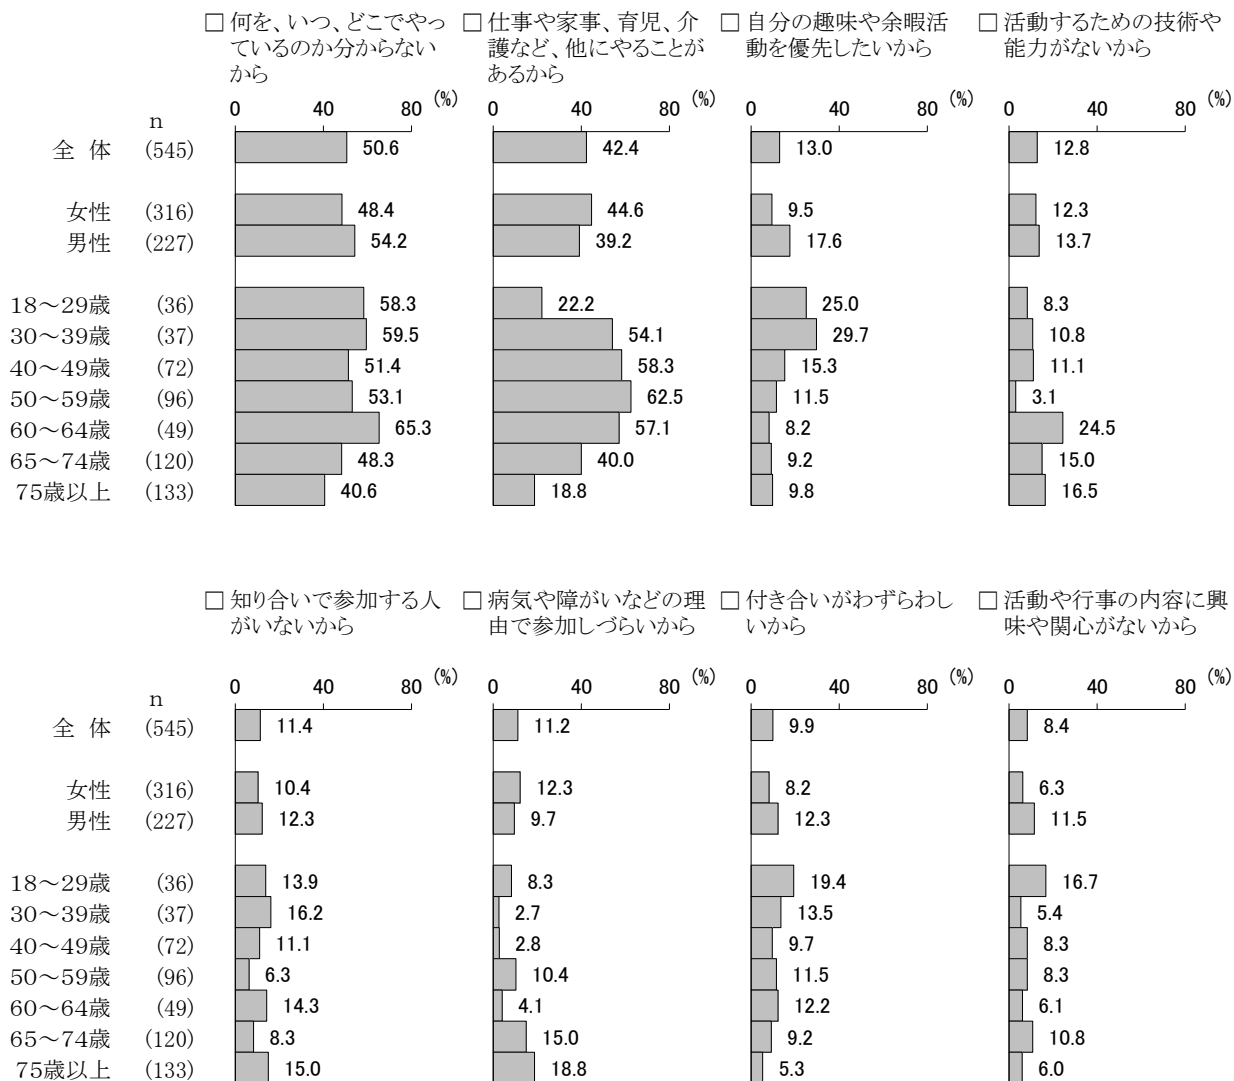 □ 何を、いつ、どこでやっ
ているのか分からない
から
□ 仕事や家事、育児、介
護など、他にやることが
あるから
□ 自分の趣味や余暇活
動を優先したいから
□ 活動するための技術や
能力がないから
0 40 80 (%) 0 40 80 (%) 0 40 80 (%) 0 40 80 (%)
n
全 体 (545) 50.6 42.4 13.0 12.8
女性 (316) 48.4 44.6 9.5 12.3
男性 (227) 54.2 39.2 17.6 13.7
18～29歳 (36) 58.3 22.2 25.0 8.3
30～39歳 (37) 59.5 54.1 29.7 10.8
40～49歳 (72) 51.4 58.3 15.3 11.1
50～59歳 (96) 53.1 62.5 11.5 3.1
60～64歳 (49) 65.3 57.1 8.2 24.5
65～74歳 (120) 48.3 40.0 9.2 15.0
75歳以上 (133) 40.6 18.8 9.8 16.5
□ 知り合いで参加する人
がいないから
□ 病気や障がいなどの理
由で参加しづらいから
□ 付き合いがわずらわし
いから
□ 活動や行事の内容に興
味や関心がないから
0 40 80 (%) 0 40 80 (%) 0 40 80 (%) 0 40 80 (%)
n
全 体 (545) 11.4 11.2 9.9 8.4
女性 (316) 10.4 12.3 8.2 6.3
男性 (227) 12.3 9.7 12.3 11.5
18～29歳 (36) 13.9 8.3 19.4 16.7
30～39歳 (37) 16.2 2.7 13.5 5.4
40～49歳 (72) 11.1 2.8 9.7 8.3
50～59歳 (96) 6.3 10.4 11.5 8.3
60～64歳 (49) 14.3 4.1 12.2 6.1
65～74歳 (120) 8.3 15.0 9.2 10.8
75歳以上 (133) 15.0 18.8 5.3 6.0